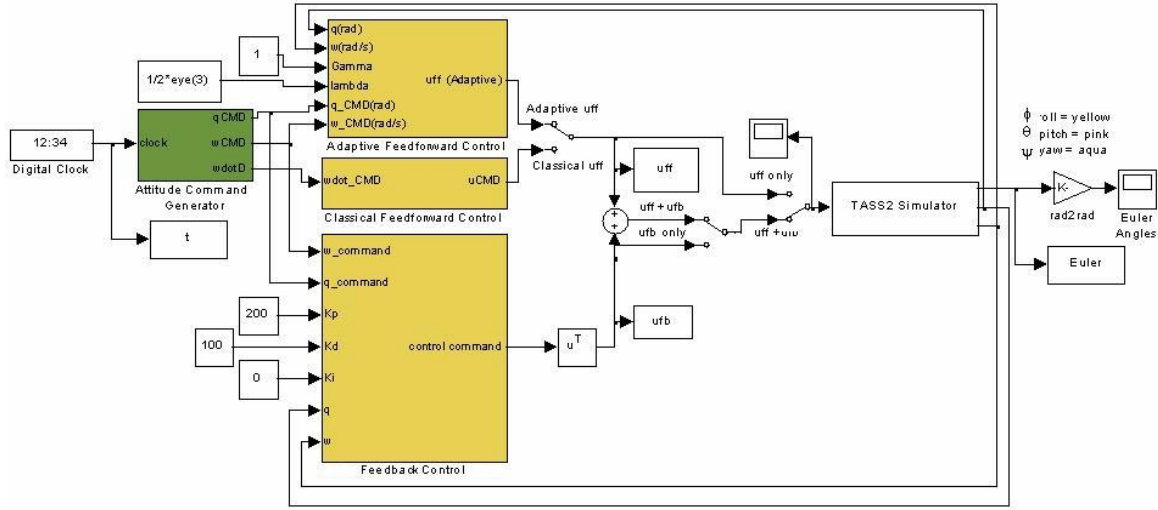 q(rad)
w(rad/s)
Gamma
lambda
q_CMD(rad)
w_CMD(rad/s)
uff (Adaptive)
Adaptive Feedforward Control
1
1/2*eye(3)
12:34
Digital Clock
clock
qCMD
wCMD
wdotD
Attitude Command
Generator
t
wdot_CMD
uCMD
Classical Feedforward Control
Adaptive uff
Classical uff
uff
uff only
uff + ufb
ufb only
uff + ufb
+
+
w_command
q_command
Kp
Kd
Ki
q
w
control command
Feedback Control
200
100
0
u^T
ufb
TASS2 Simulator
ϕ roll = yellow
θ pitch = pink
ψ yaw = aqua
K-
rad2rad
Euler
Angles
Euler